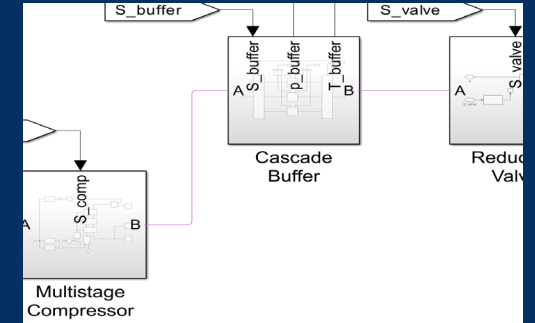 S_buffer
S_valve
S_buffer
p_buffer
T_buffer
A
B
A
S_valve
Cascade
Buffer
S_comp
A
B
Multistage
Compressor